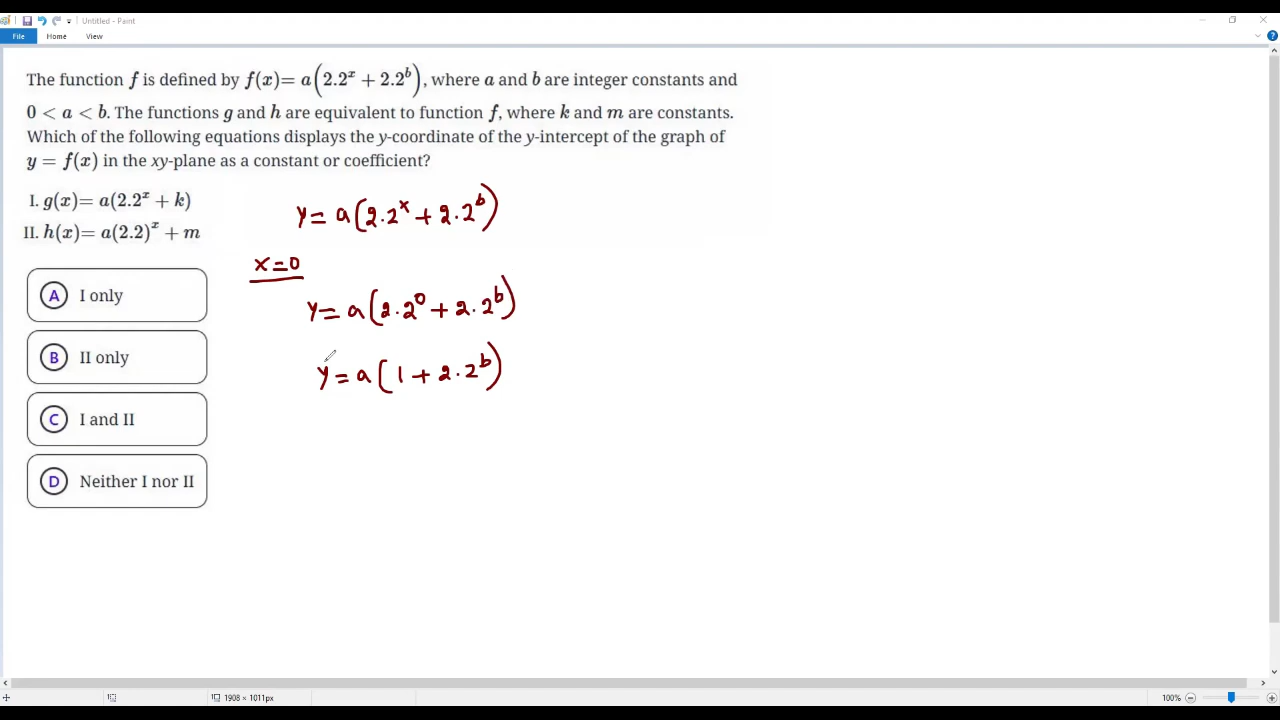 Untitled - Paint
File Home View
The function f is defined by f(x)= a(2.2^x + 2.2^b), where a and b are integer constants and
0 < a < b. The functions g and h are equivalent to function f, where k and m are constants.
Which of the following equations displays the y-coordinate of the y-intercept of the graph of
y = f(x) in the xy-plane as a constant or coefficient?
I. g(x)= a(2.2^x + k)
II. h(x)= a(2.2)^x + m
A I only
B II only
C I and II
D Neither I nor II
y = a(2.2^x + 2.2^b)
x=0
y = a(2.2^0 + 2.2^b)
y = a(1 + 2.2^b)
1908 × 1011px
100%